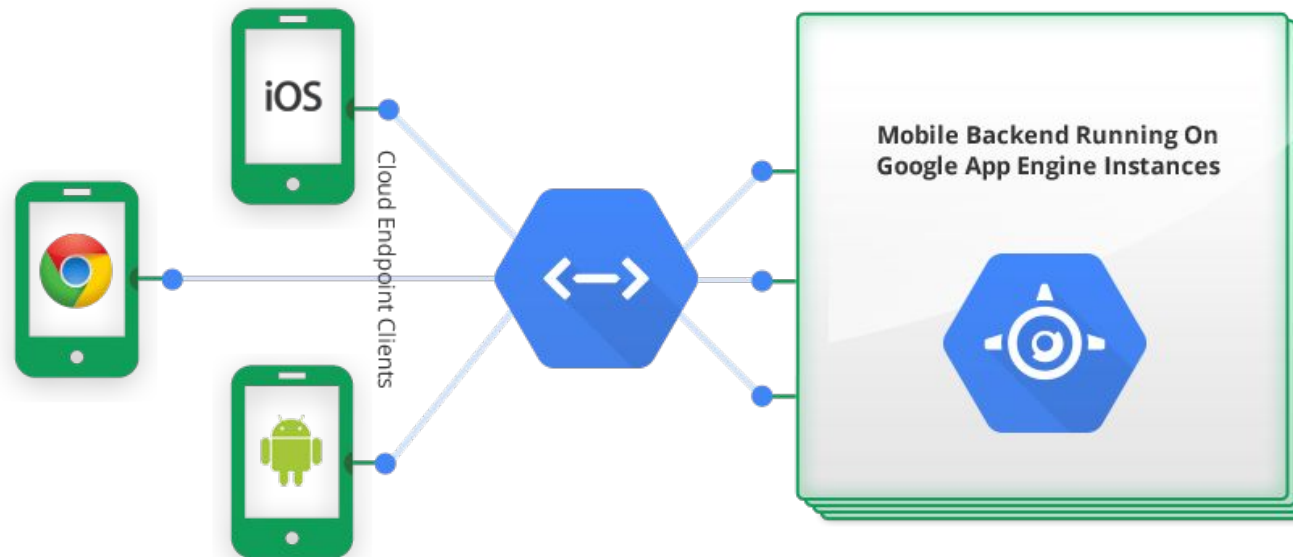 iOS
Cloud Endpoint Clients
Mobile Backend Running On
Google App Engine Instances